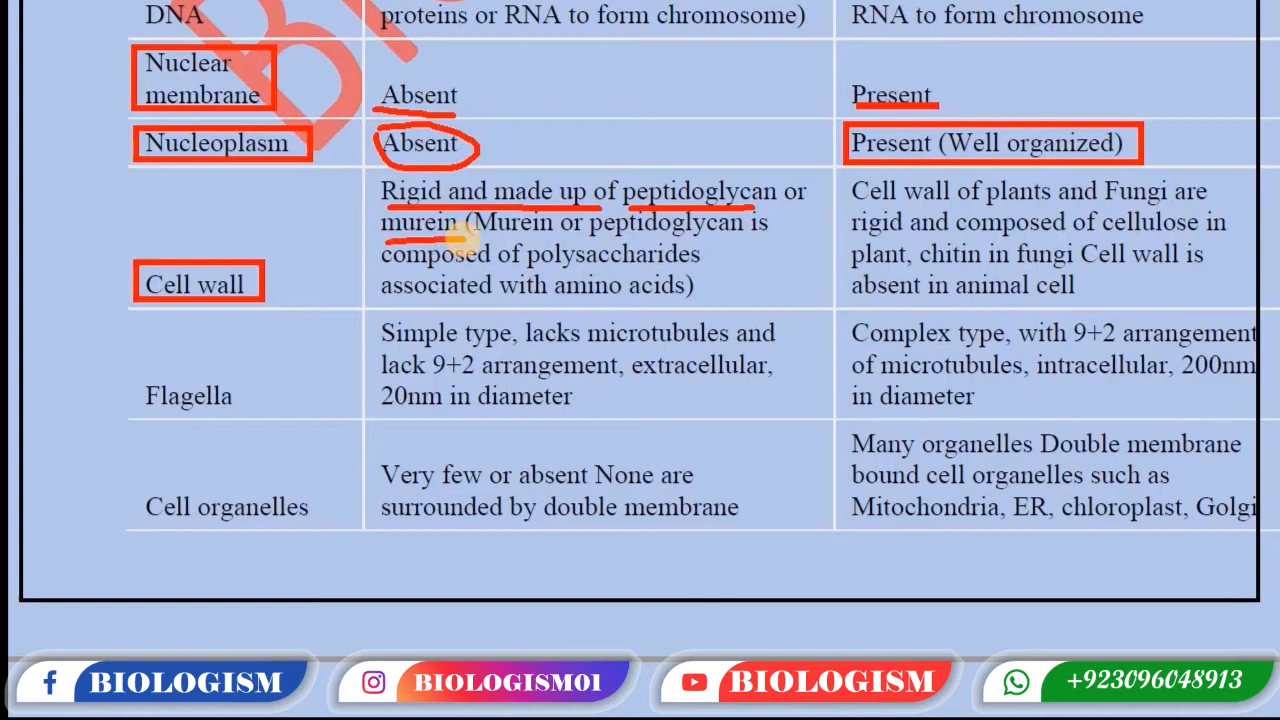 DNA
proteins or RNA to form chromosome)
RNA to form chromosome
Nuclear
membrane
Absent
Present
Nucleoplasm
Absent
Present (Well organized)
Cell wall
Rigid and made up of peptidoglycan or
murein (Murein or peptidoglycan is
composed of polysaccharides
associated with amino acids)
Cell wall of plants and Fungi are
rigid and composed of cellulose in
plant, chitin in fungi Cell wall is
absent in animal cell
Flagella
Simple type, lacks microtubules and
lack 9+2 arrangement, extracellular,
20nm in diameter
Complex type, with 9+2 arrangement
of microtubules, intracellular, 200nm
in diameter
Cell organelles
Very few or absent None are
surrounded by double membrane
Many organelles Double membrane
bound cell organelles such as
Mitochondria, ER, chloroplast, Golgi
BIOLOGISM
BIOLOGISM01
BIOLOGISM
+923096048913